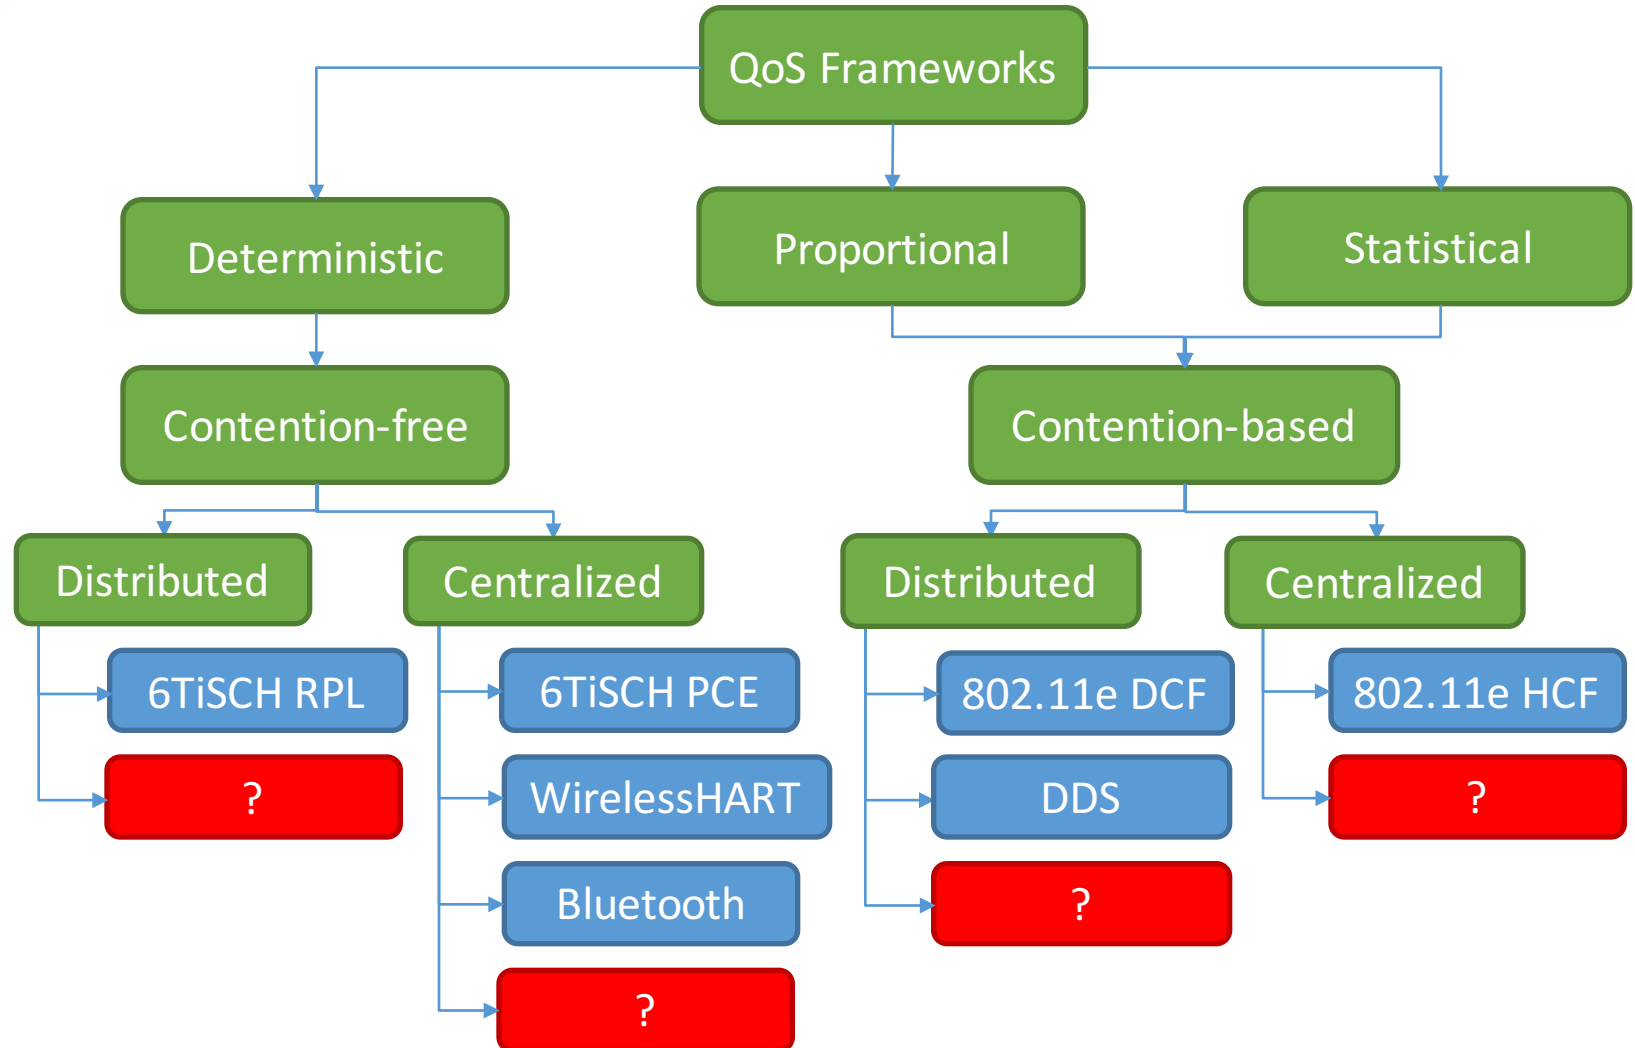 QoS Frameworks
Deterministic
Proportional
Statistical
Contention-free
Contention-based
Distributed
Centralized
Distributed
Centralized
6TiSCH RPL
6TiSCH PCE
802.11e DCF
802.11e HCF
?
WirelessHART
DDS
?
Bluetooth
?
?